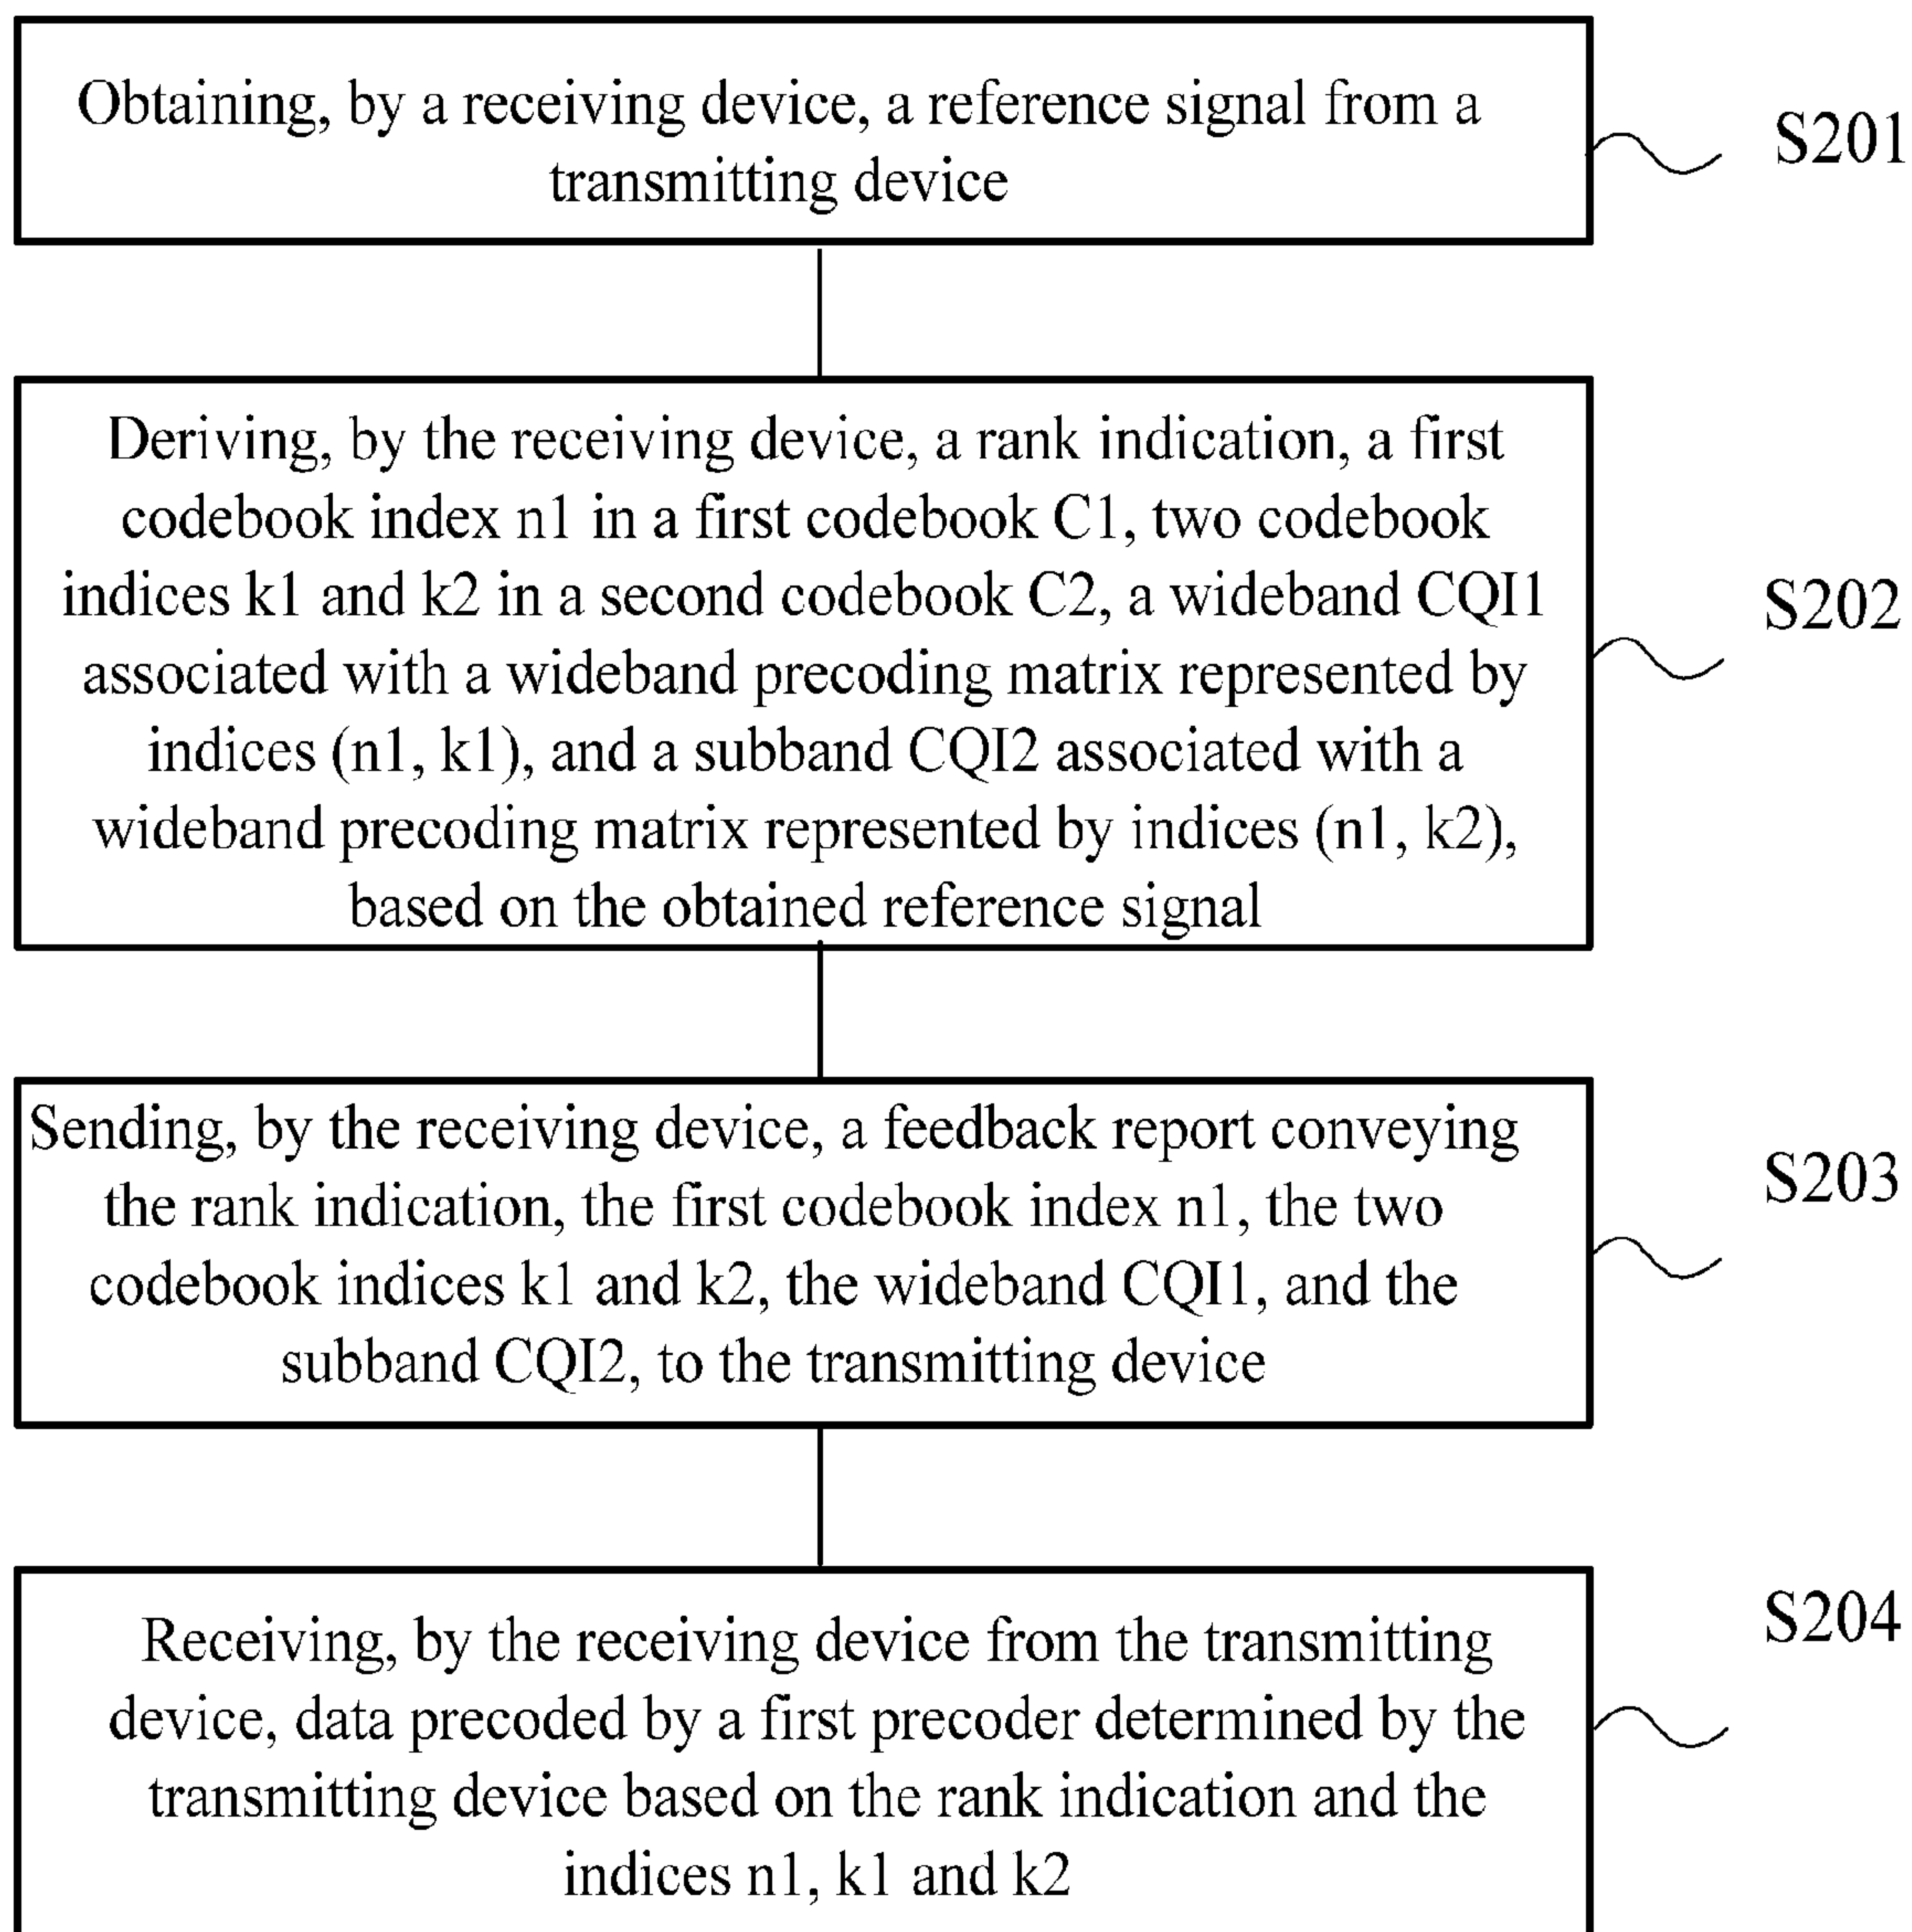 Obtaining, by a receiving device, a reference signal from a
transmitting device
S201
Deriving, by the receiving device, a rank indication, a first
codebook index n1 in a first codebook C1, two codebook
indices k1 and k2 in a second codebook C2, a wideband CQI1
associated with a wideband precoding matrix represented by
indices (n1, k1), and a subband CQI2 associated with a
wideband precoding matrix represented by indices (n1, k2),
based on the obtained reference signal
S202
Sending, by the receiving device, a feedback report conveying
the rank indication, the first codebook index n1, the two
codebook indices k1 and k2, the wideband CQI1, and the
subband CQI2, to the transmitting device
S203
Receiving, by the receiving device from the transmitting
device, data precoded by a first precoder determined by the
transmitting device based on the rank indication and the
indices n1, k1 and k2
S204